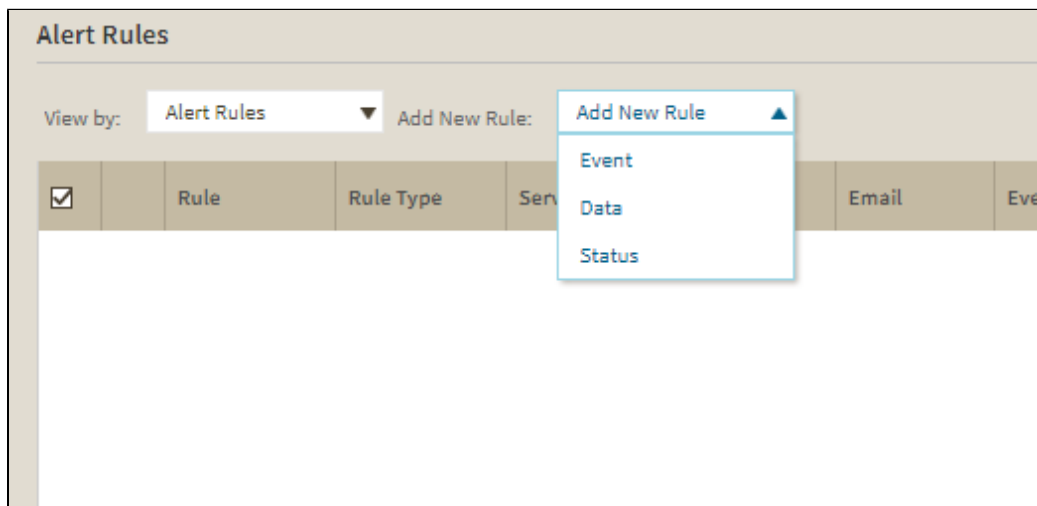 Alert Rules
View by: Alert Rules Add New Rule: Add New Rule
Event
Data
Status
Rule Rule Type Email